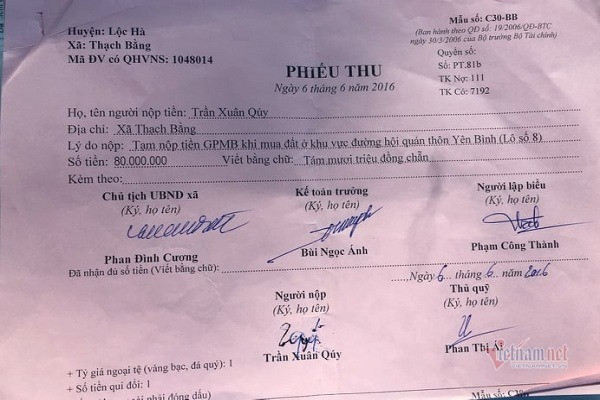 Huyện: Lộc Hà
Xã: Thạch Bằng
Mã ĐV có QHVNS: 1048014
Mẫu số: C30-BB
(Ban hành theo QĐ số: 19/2006/QĐ-BTC
ngày 30/3/2006 của Bộ trưởng Bộ Tài chính)
Quyển số:
Số: PT.81b
TK Nợ: 111
TK Có: 7192
PHIẾU THU
Ngày 6 tháng 6 năm 2016
Họ, tên người nộp tiền: Trần Xuân Qúy
Địa chỉ: Xã Thạch Bằng
Lý do nộp: Tạm nộp tiền GPMB khi mua đất ở khu vực đường hội quán thôn Yên Bình (Lô số 8)
Số tiền: 80.000.000 Viết bằng chữ: Tám mươi triệu đồng chẵn
Kèm theo:
Chủ tịch UBND xã Kế toán trưởng Người lập biểu
(Ký, họ tên) (Ký, họ tên) (Ký, họ tên)
Phan Đình Cương Bùi Ngọc Ánh Phạm Công Thành
Đã nhận đủ số tiền (Viết bằng chữ):
Ngày 6 tháng 6 năm 2016
Người nộp Thủ quỹ
(Ký, họ tên) (Ký, họ tên)
Trần Xuân Qúy Phan Thị Á
+ Tỷ giá ngoại tệ (vàng bạc, đá quý): 1
+ Số tiền qui đổi: 1
phải đóng dấu)
Mẫu số: C30
Vietnamnet